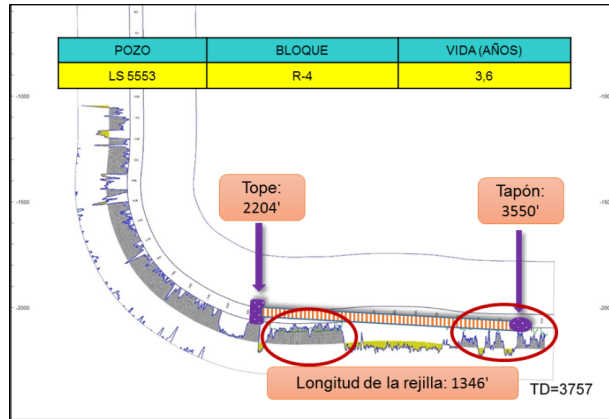 POZO BLOQUE VIDA (AÑOS)
LS 5553 R-4 3,6
-1000 -1000
Tope:
2204'
Tapón:
3550'
-1500 -1500
-2000 -2000
Longitud de la rejilla: 1346'
TD=3757